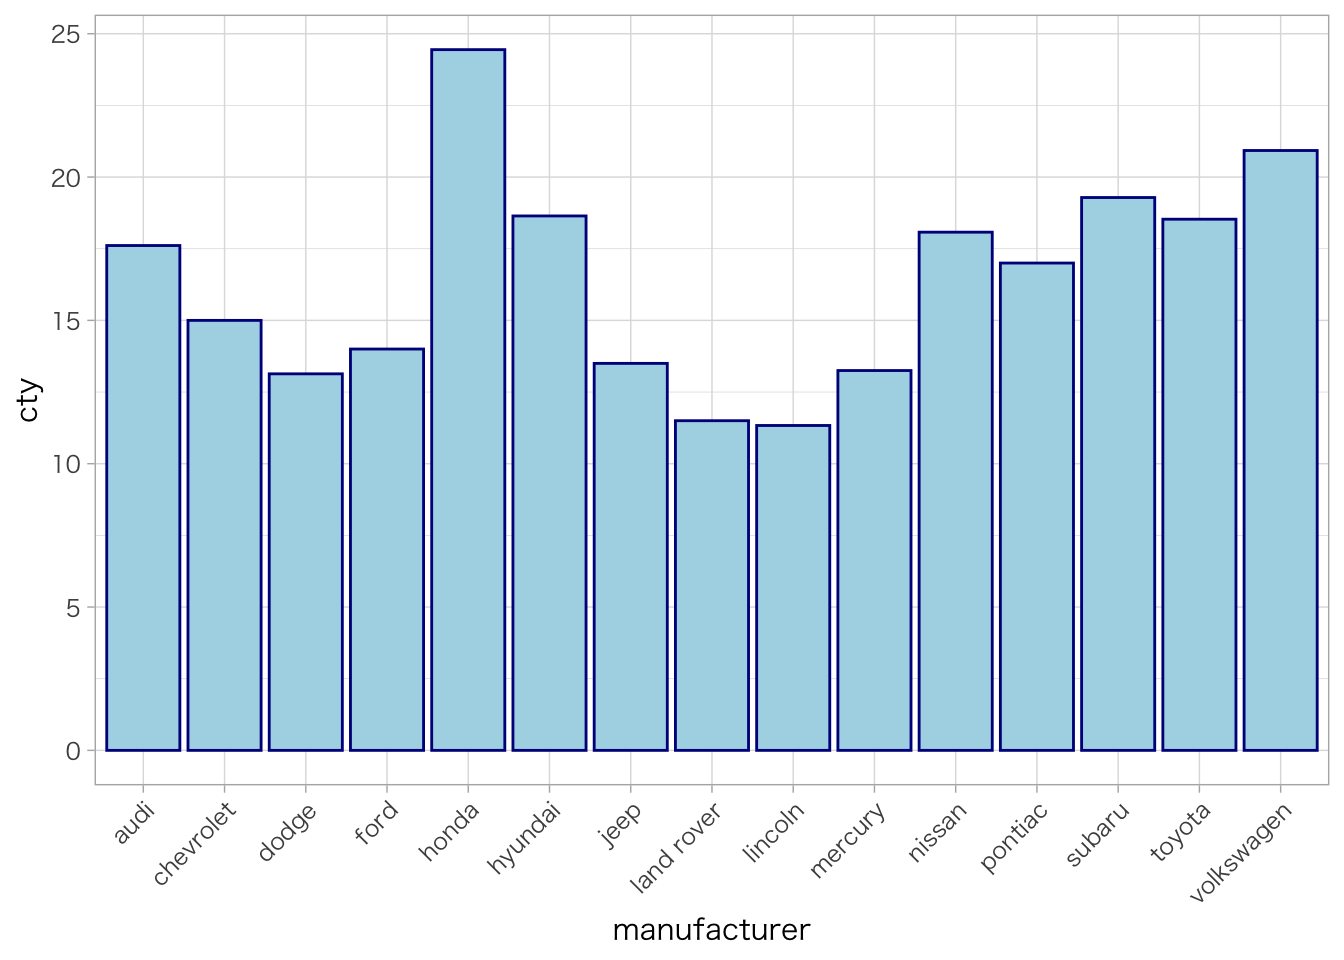 cty
25
20
15
10
5
0
audi
chevrolet
dodge
ford
honda
hyundai
jeep
land rover
lincoln
mercury
nissan
pontiac
subaru
toyota
volkswagen
manufacturer